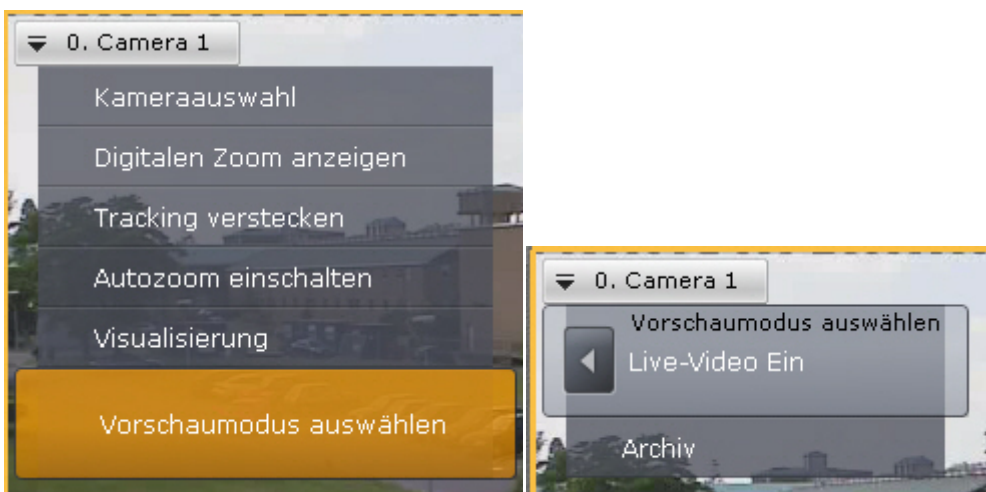 0. Camera 1
Kameraauswahl
Digitalen Zoom anzeigen
Tracking verstecken
Autozoom einschalten
Visualisierung
Vorschaumodus auswählen
0. Camera 1
Vorschaumodus auswählen
Live-Video Ein
Archiv